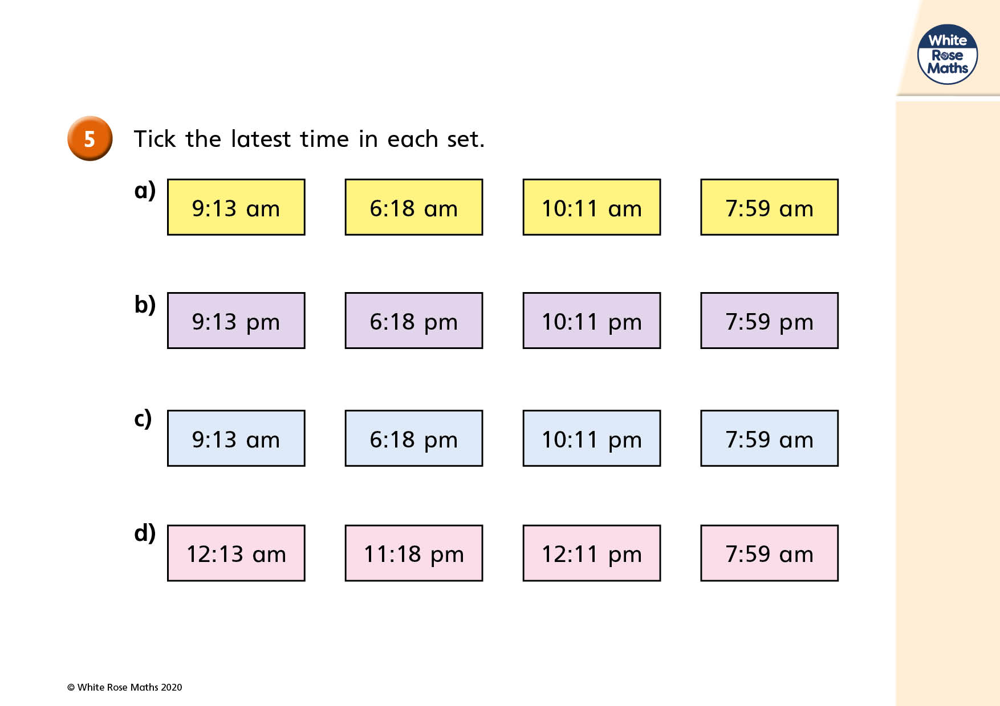 White
Rose
Maths
5 Tick the latest time in each set.
a) 9:13 am 6:18 am 10:11 am 7:59 am
b) 9:13 pm 6:18 pm 10:11 pm 7:59 pm
c) 9:13 am 6:18 pm 10:11 pm 7:59 am
d) 12:13 am 11:18 pm 12:11 pm 7:59 am
© White Rose Maths 2020